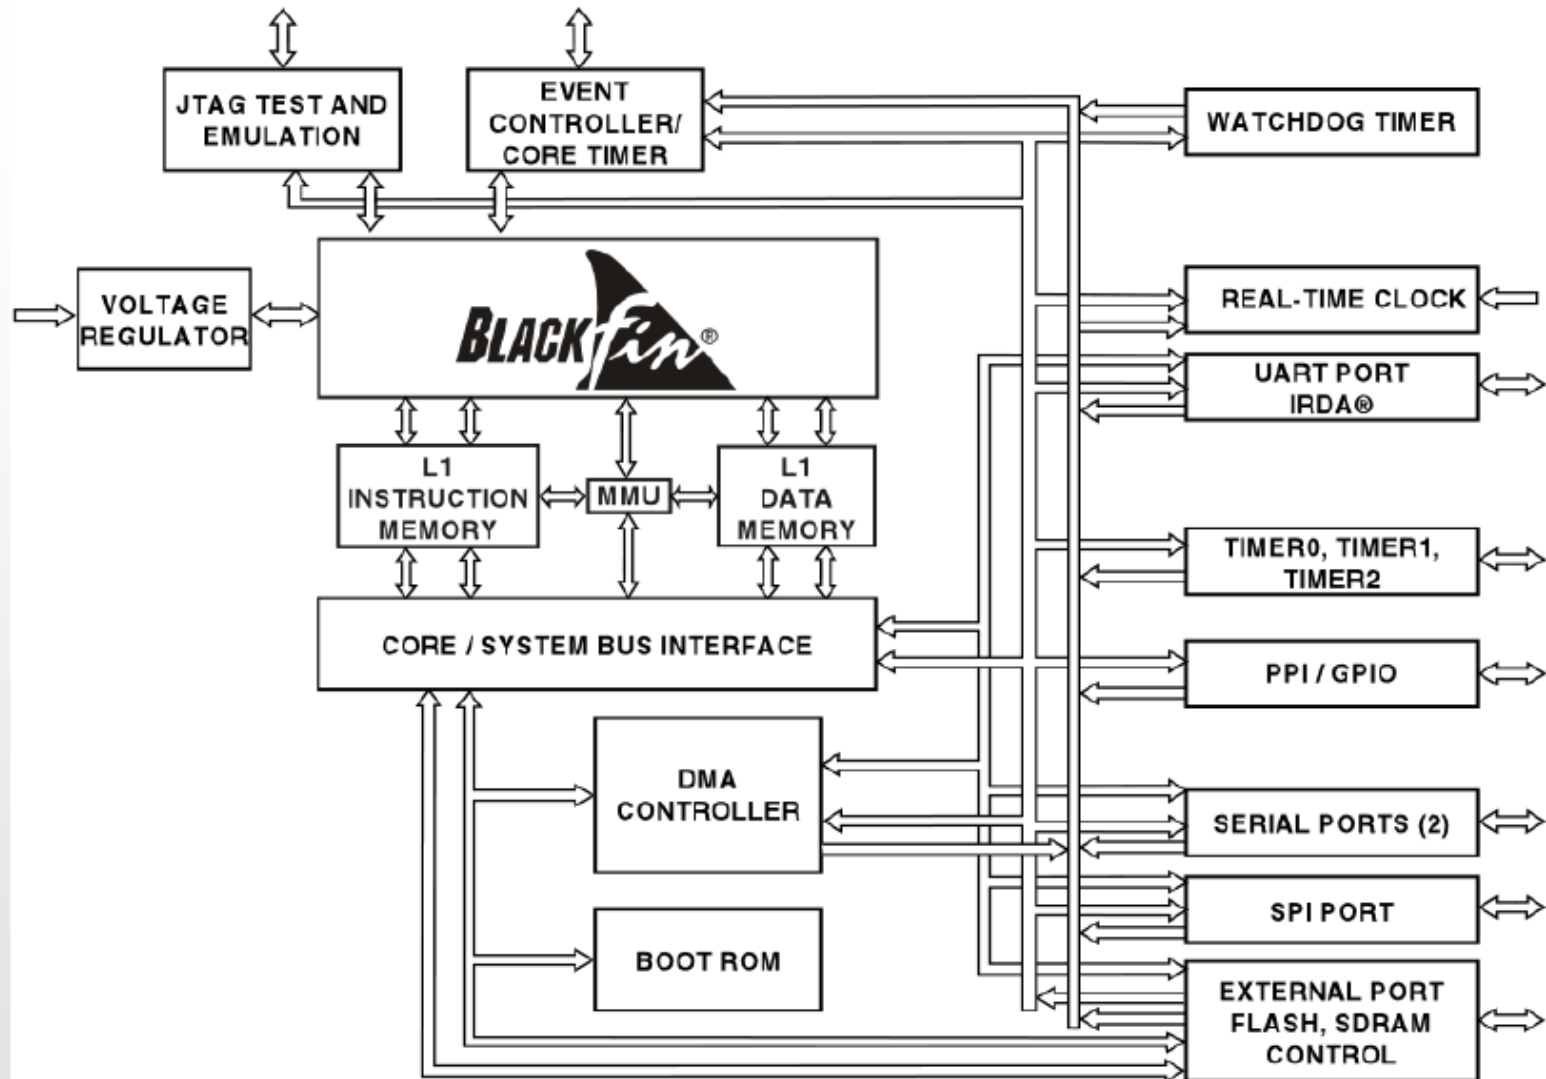 JTAG TEST AND
EMULATION
EVENT
CONTROLLER/
CORE TIMER
WATCHDOG TIMER
VOLTAGE
REGULATOR
BLACKfin®
REAL-TIME CLOCK
UART PORT
IRDA®
L1
INSTRUCTION
MEMORY
MMU
L1
DATA
MEMORY
TIMER0, TIMER1,
TIMER2
CORE / SYSTEM BUS INTERFACE
PPI / GPIO
DMA
CONTROLLER
SERIAL PORTS (2)
SPI PORT
BOOT ROM
EXTERNAL PORT
FLASH, SDRAM
CONTROL